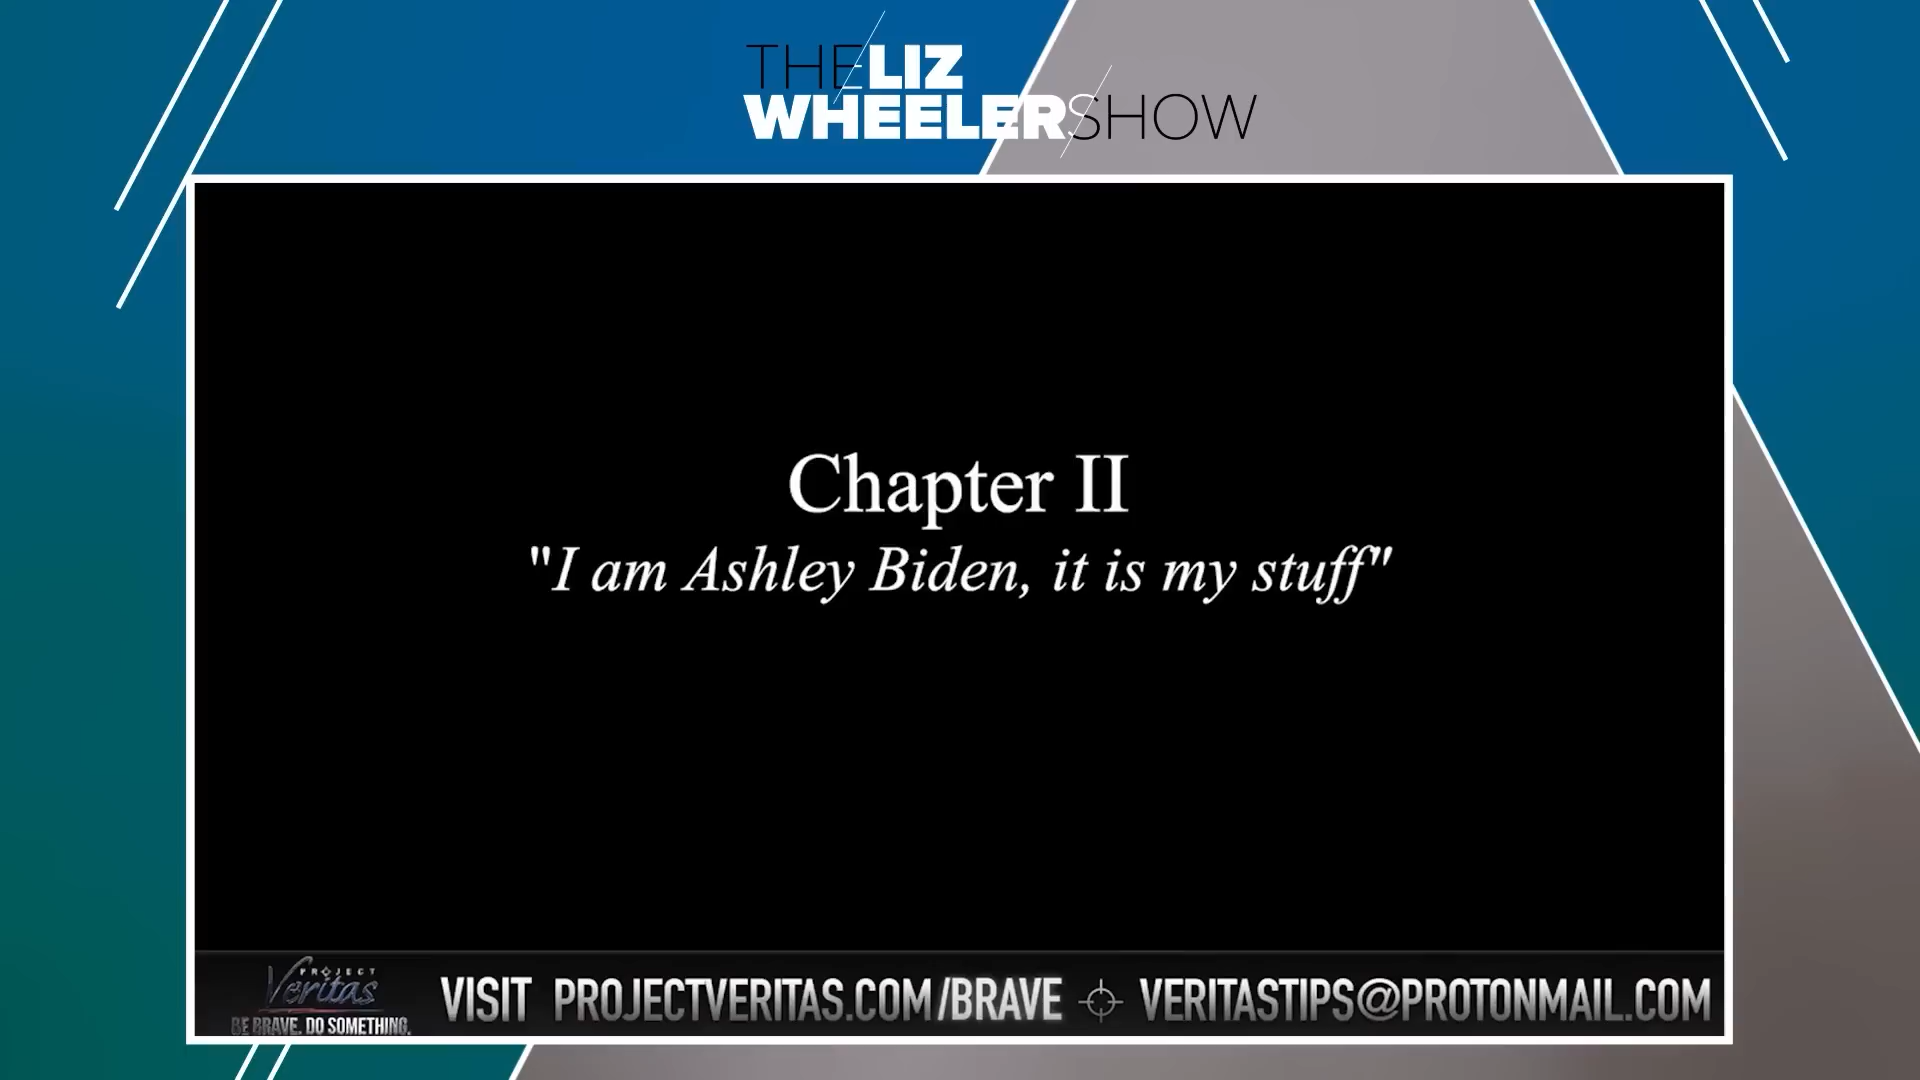 THE LIZ
WHEELER SHOW
Chapter II
"I am Ashley Biden, it is my stuff"
PROJECT
Veritas
BE BRAVE. DO SOMETHING.
VISIT PROJECTVERITAS.COM/BRAVE VERITASTIPS@PROTONMAIL.COM